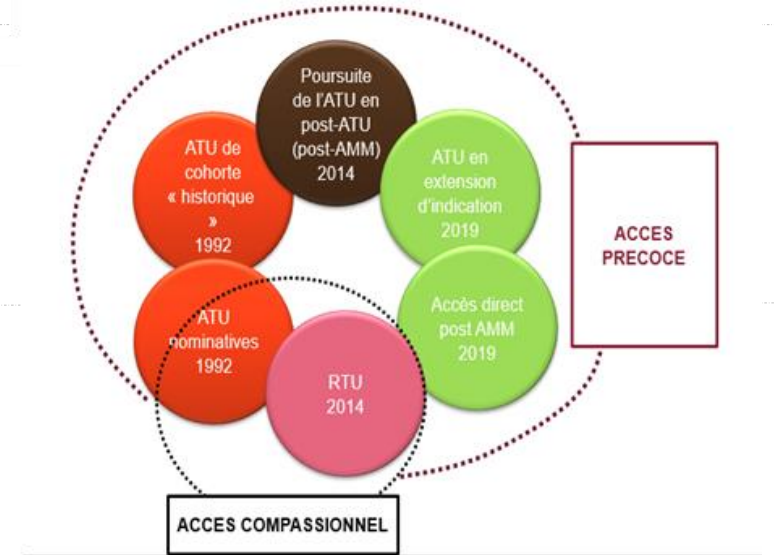 Poursuite
de l'ATU en
post-ATU
(post-AMM)
2014
ATU de
cohorte
« historique
»
1992
ATU en
extension
d'indication
2019
ACCES
PRECOCE
ATU
nominatives
1992
Accès direct
post AMM
2019
RTU
2014
ACCES COMPASSIONNEL